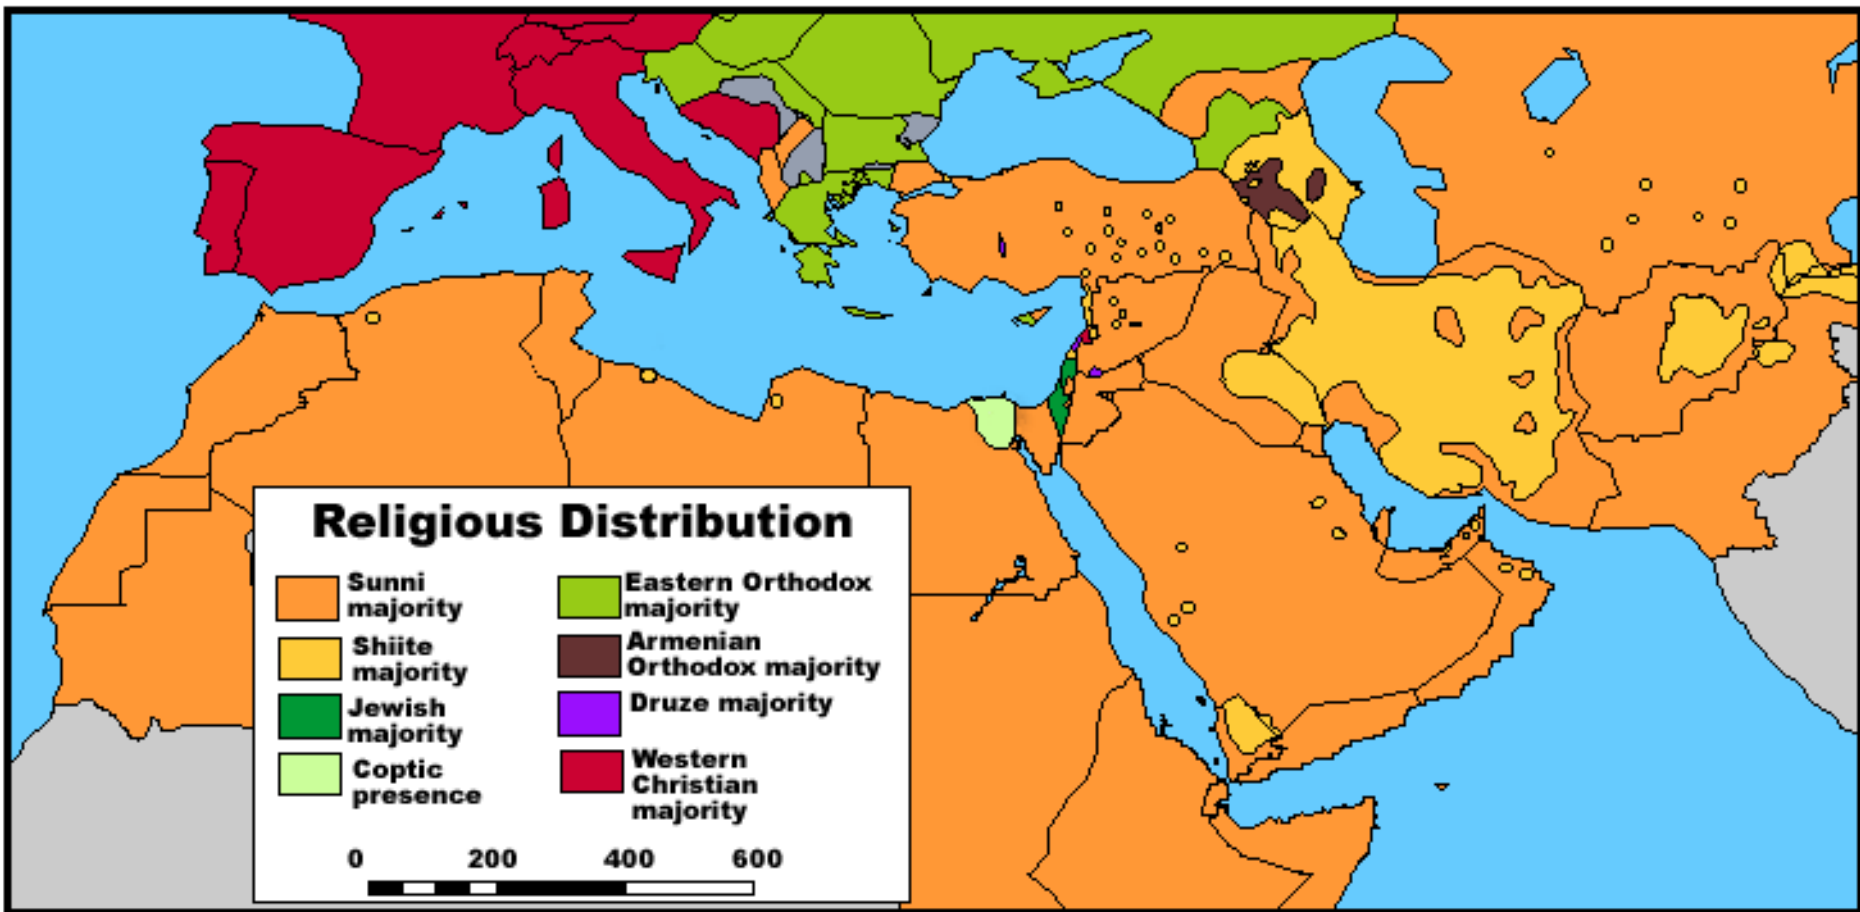 Religious Distribution
Sunni
majority
Shiite
majority
Jewish
majority
Coptic
presence
Eastern Orthodox
majority
Armenian
Orthodox majority
Druze majority
Western
Christian
majority
0 200 400 600